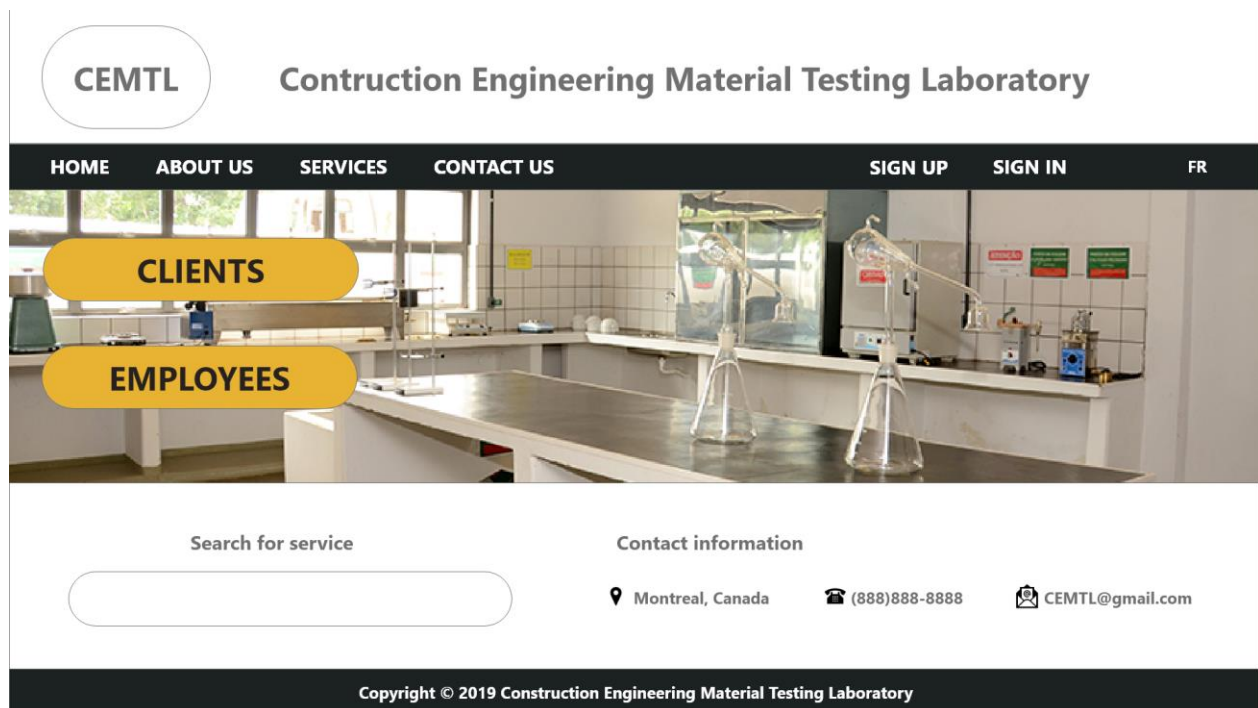 CEMTL
Contruction Engineering Material Testing Laboratory
HOME ABOUT US SERVICES CONTACT US SIGN UP SIGN IN FR
CLIENTS
EMPLOYEES
ATENÇÃO
Search for service
Contact information
Montreal, Canada
(888)888-8888
CEMTL@gmail.com
Copyright © 2019 Construction Engineering Material Testing Laboratory